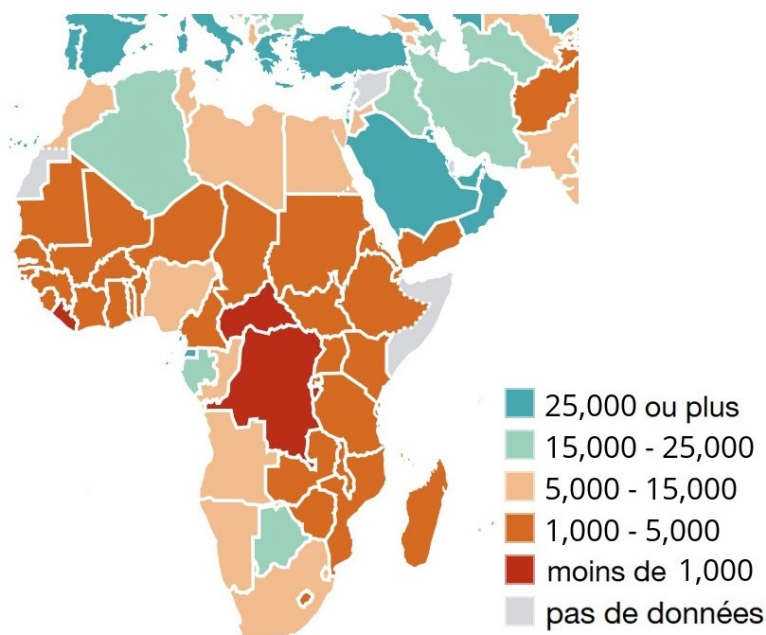 25,000 ou plus
15,000 - 25,000
5,000 - 15,000
1,000 - 5,000
moins de 1,000
pas de données